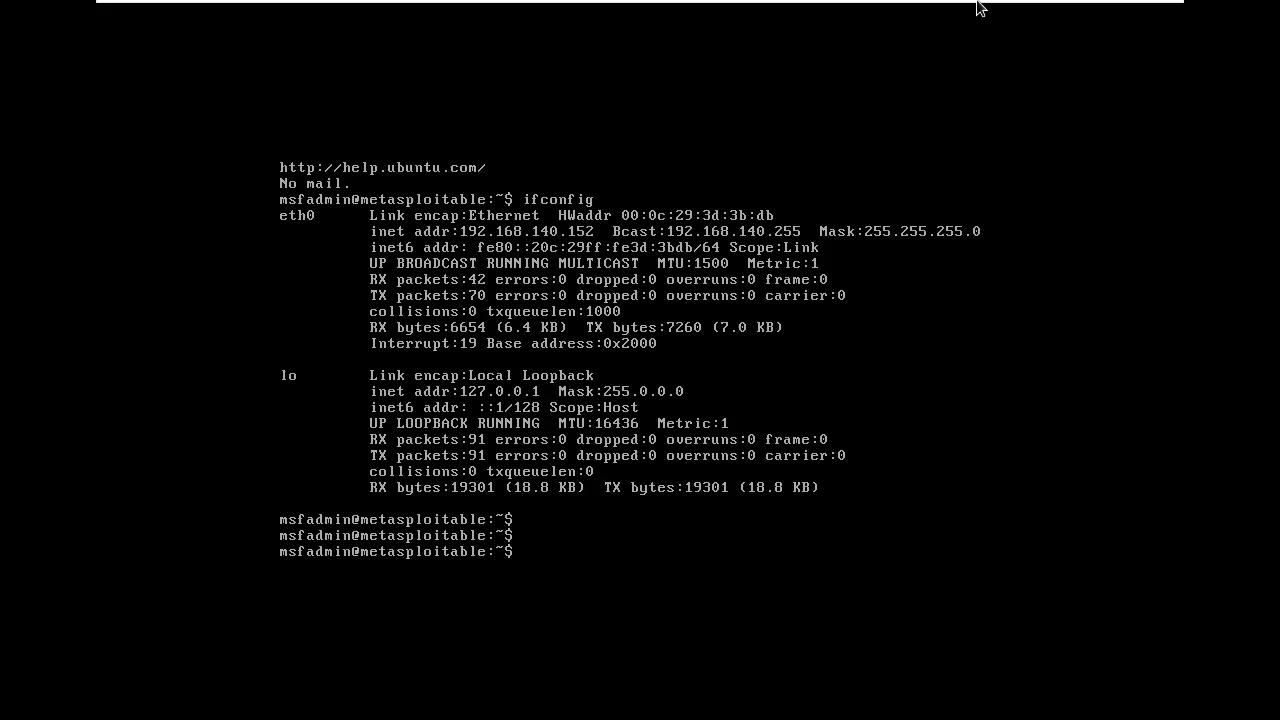 http://help.ubuntu.com/
No mail.
msfadmin@metasploitable:~$ ifconfig
eth0      Link encap:Ethernet  HWaddr 00:0c:29:3d:3b:db
          inet addr:192.168.140.152  Bcast:192.168.140.255  Mask:255.255.255.0
          inet6 addr: fe80::20c:29ff:fe3d:3bdb/64 Scope:Link
          UP BROADCAST RUNNING MULTICAST  MTU:1500  Metric:1
          RX packets:42 errors:0 dropped:0 overruns:0 frame:0
          TX packets:70 errors:0 dropped:0 overruns:0 carrier:0
          collisions:0 txqueuelen:1000
          RX bytes:6654 (6.4 KB)  TX bytes:7260 (7.0 KB)
          Interrupt:19 Base address:0x2000
lo        Link encap:Local Loopback
          inet addr:127.0.0.1  Mask:255.0.0.0
          inet6 addr: ::1/128 Scope:Host
          UP LOOPBACK RUNNING  MTU:16436  Metric:1
          RX packets:91 errors:0 dropped:0 overruns:0 frame:0
          TX packets:91 errors:0 dropped:0 overruns:0 carrier:0
          collisions:0 txqueuelen:0
          RX bytes:19301 (18.8 KB)  TX bytes:19301 (18.8 KB)
msfadmin@metasploitable:~$
msfadmin@metasploitable:~$
msfadmin@metasploitable:~$